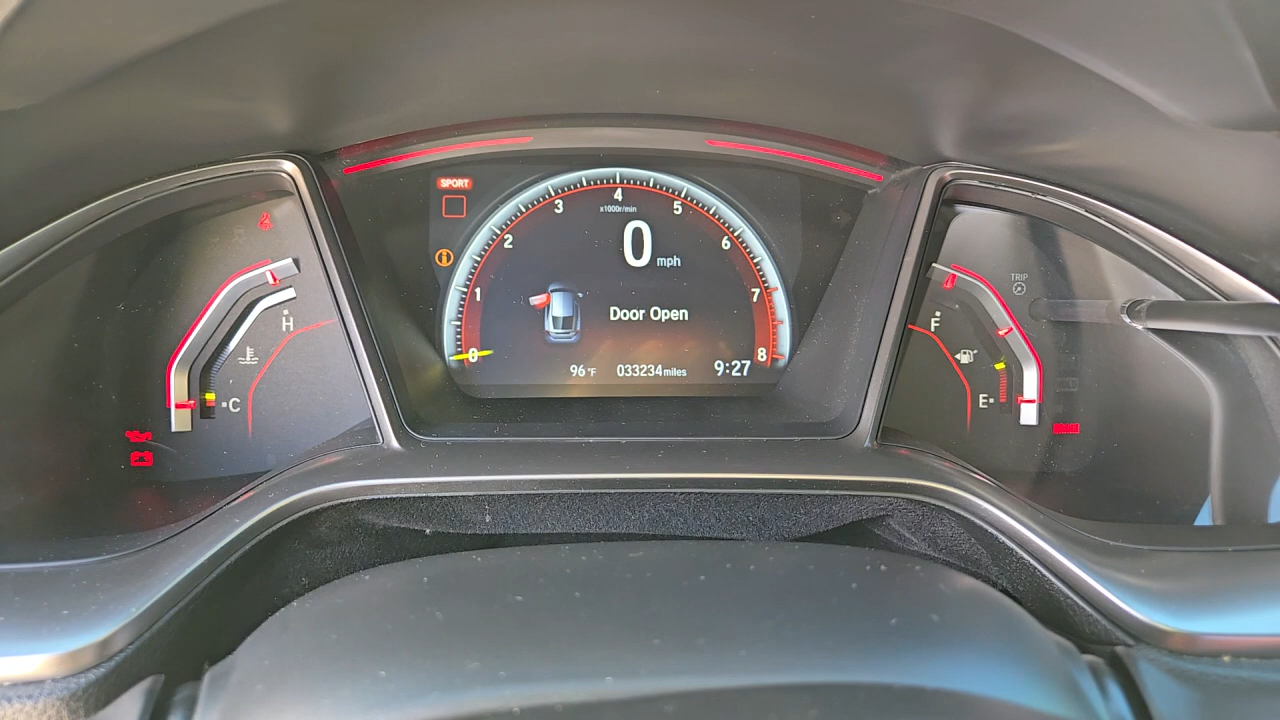 SPORT
4
3
5
x1000r/min
2
6
0 mph
1
7
Door Open
0
8
96°F
033234miles
9:27
H
C
TRIP
F
E